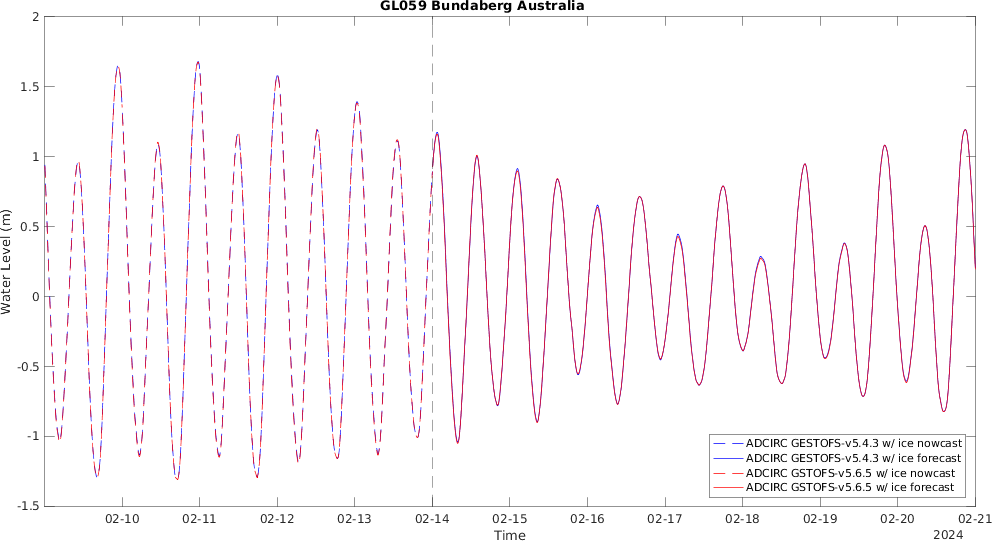 GL059 Bundaberg Australia
2
1.5
1
0.5
0
-0.5
-1
-1.5
Water Level (m)
ADCIRC GESTOFS-v5.4.3 w/ ice nowcast
ADCIRC GESTOFS-v5.4.3 w/ ice forecast
ADCIRC GSTOFS-v5.6.5 w/ ice nowcast
ADCIRC GSTOFS-v5.6.5 w/ ice forecast
02-10 02-11 02-12 02-13 02-14 02-15 02-16 02-17 02-18 02-19 02-20 02-21
Time
2024